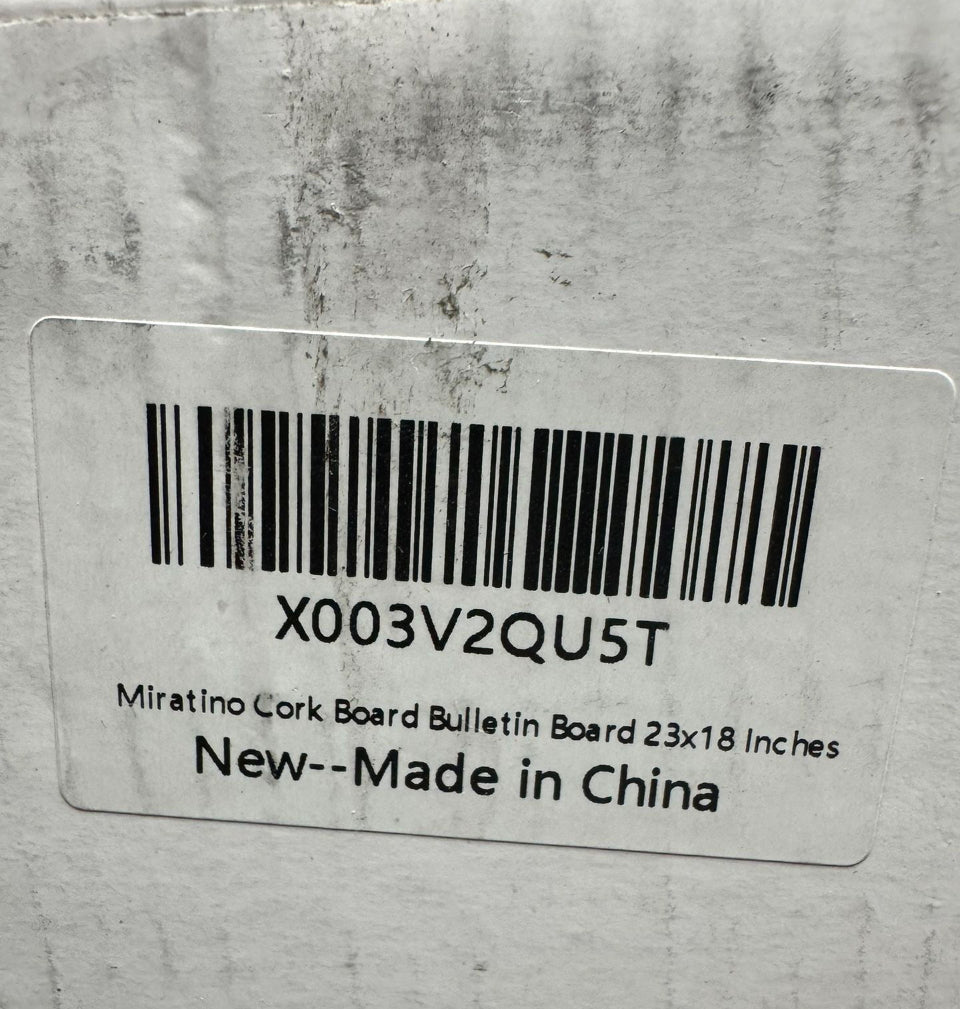 X003V2QU5T
Miratino Cork Board Bulletin Board 23x18 Inches
New--Made in China